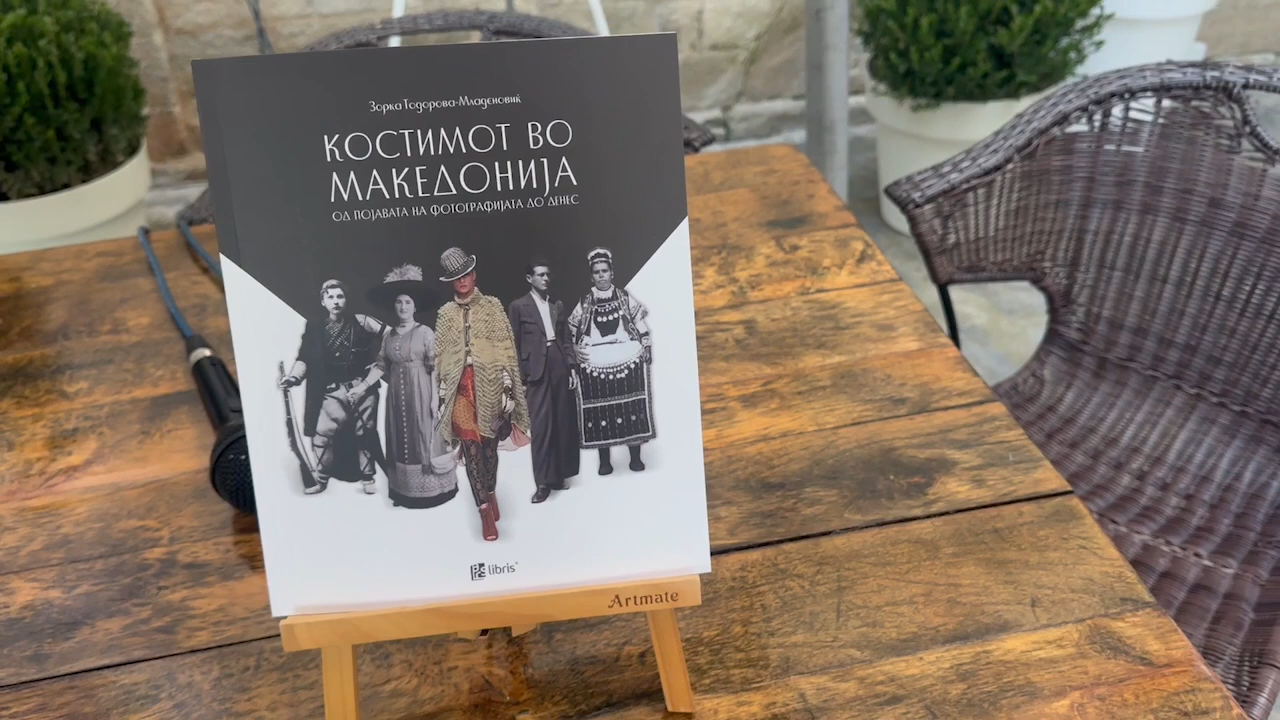 Зорка Тодорова-Младеновиќ
КОСТИМОТ ВО
МАКЕДОНИЈА
ОД ПОЈАВАТА НА ФОТОГРАФИЈАТА ДО ДЕНЕС
libris
Artmate